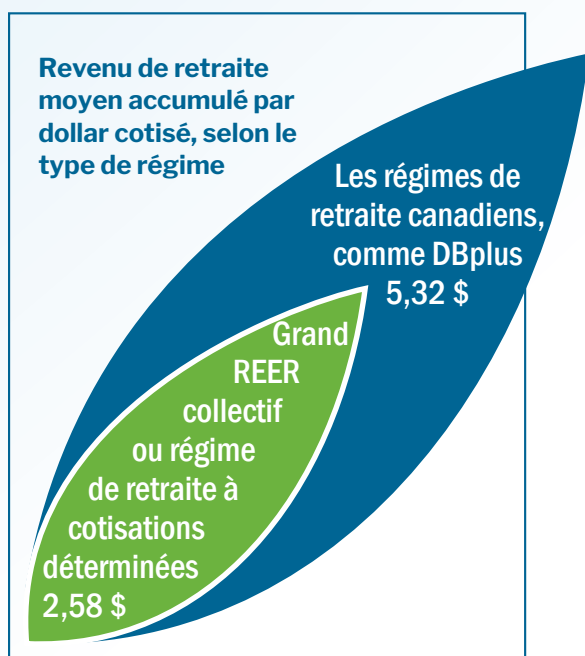 Revenu de retraite
moyen accumulé par
dollar cotisé, selon le
type de régime
Les régimes de
retraite canadiens,
comme DBplus
5,32 $
Grand
REER
collectif
ou régime
de retraite à
cotisations
déterminées
2,58 $